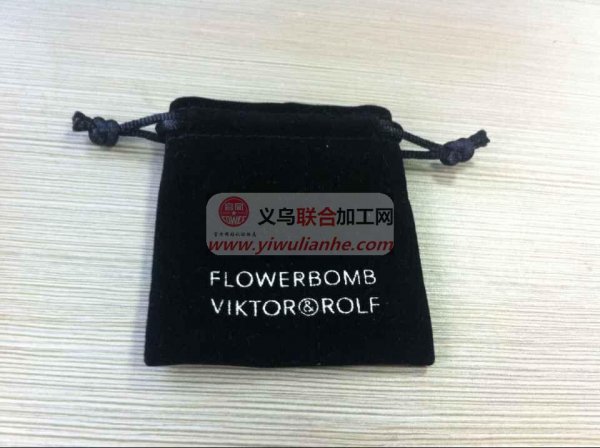 义乌联合加工网
www.yiwulianhe.com
FLOWERBOMB
VIKTOR&ROLF